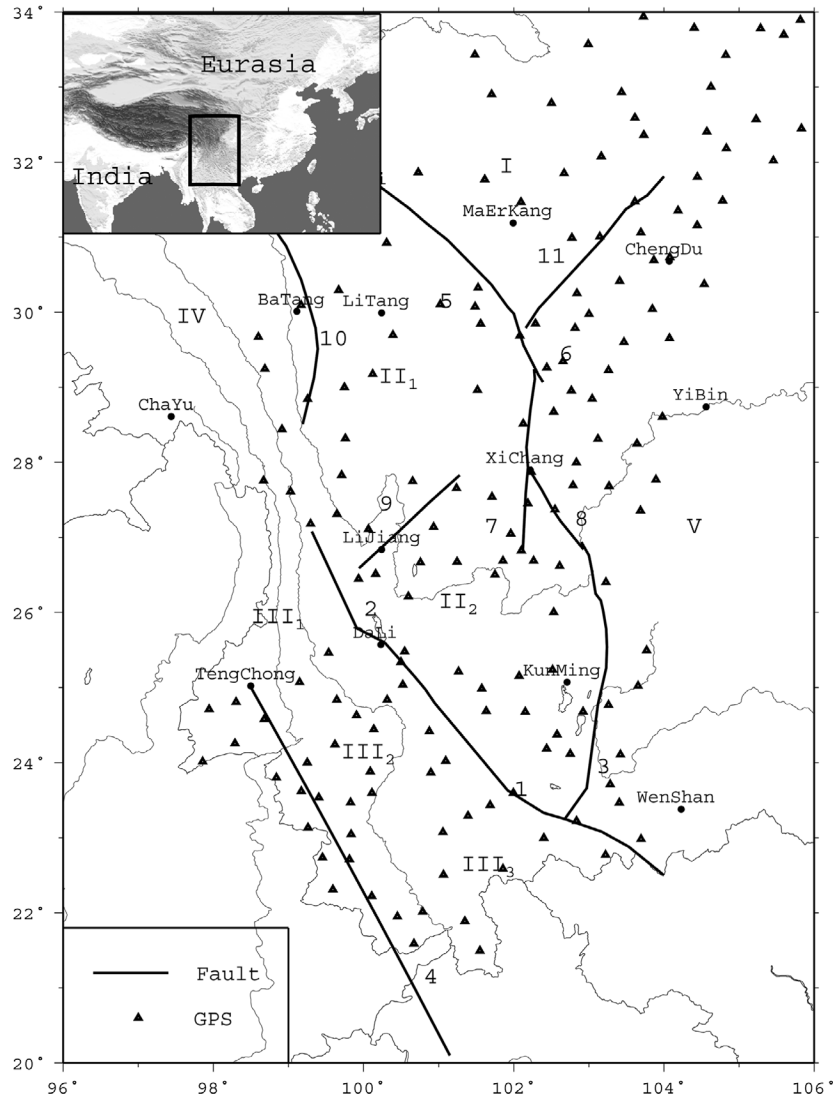 34°
Eurasia
India
I
32°
MaErKang
ChengDu
11
5
IV
BaTang
LiTang
10
30°
6
II1
ChaYu
YiBin
XiChang
28°
9
7
8
V
LiJiang
2
II2
26°
III1
DaLi
TengChong
KunMing
III2
24°
3
1
WenShan
III3
22°
4
Fault
GPS
20°
96° 98° 100° 102° 104° 106°